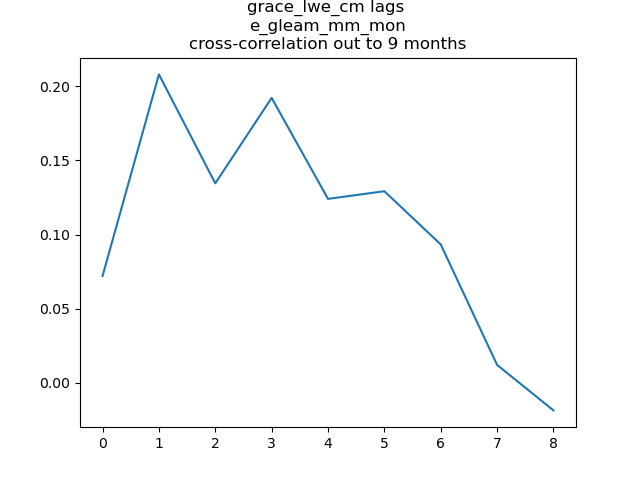 grace_lwe_cm lags
e_gleam_mm_mon
cross-correlation out to 9 months
0.20
0.15
0.10
0.05
0.00
0 1 2 3 4 5 6 7 8